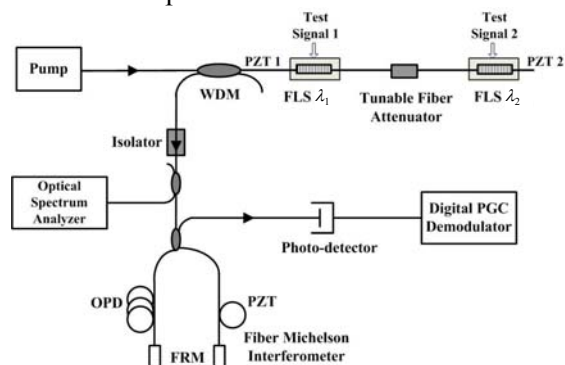 Test
Signal 1
Test
Signal 2
Pump
PZT 1
PZT 2
WDM
FLS λ1
Tunable Fiber
Attenuator
FLS λ2
Isolator
Optical
Spectrum
Analyzer
Photo-detector
Digital PGC
Demodulator
OPD
PZT
Fiber Michelson
Interferometer
FRM